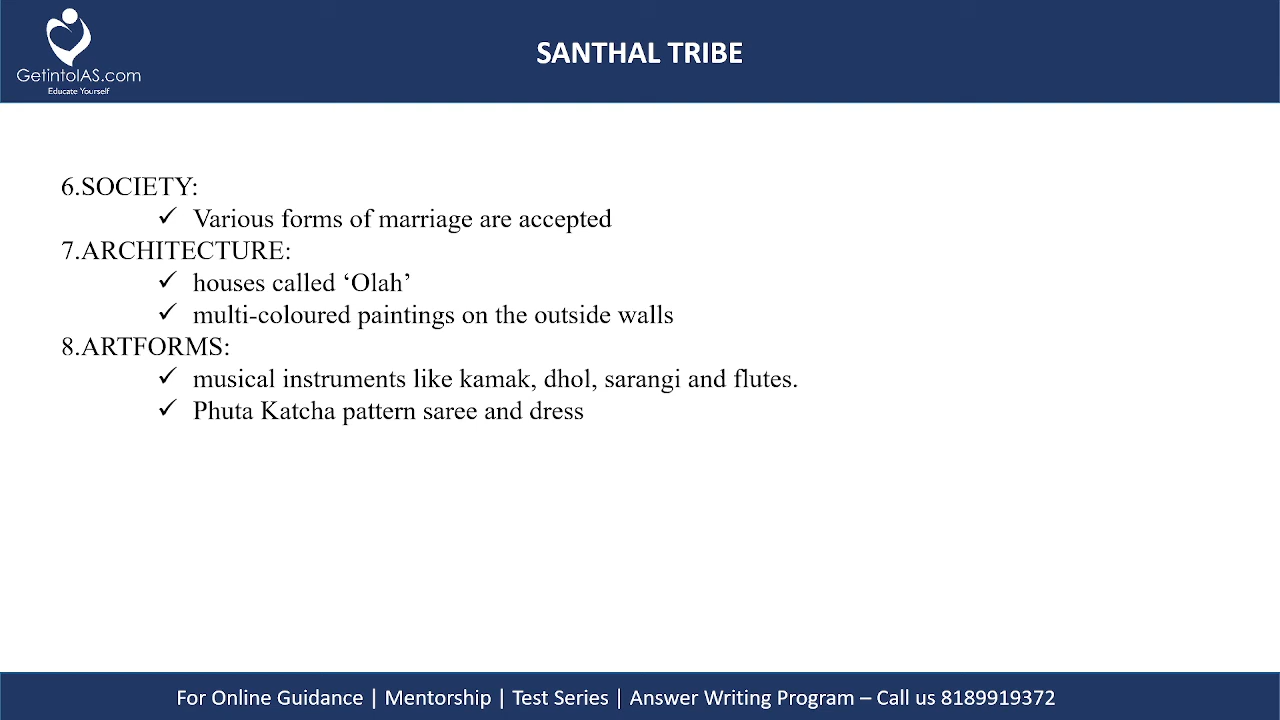 GetintoIAS.com
Educate Yourself
SANTHAL TRIBE
6.SOCIETY:
✓ Various forms of marriage are accepted
7.ARCHITECTURE:
✓ houses called ‘Olah’
✓ multi-coloured paintings on the outside walls
8.ARTFORMS:
✓ musical instruments like kamak, dhol, sarangi and flutes.
✓ Phuta Katcha pattern saree and dress
For Online Guidance | Mentorship | Test Series | Answer Writing Program – Call us 8189919372